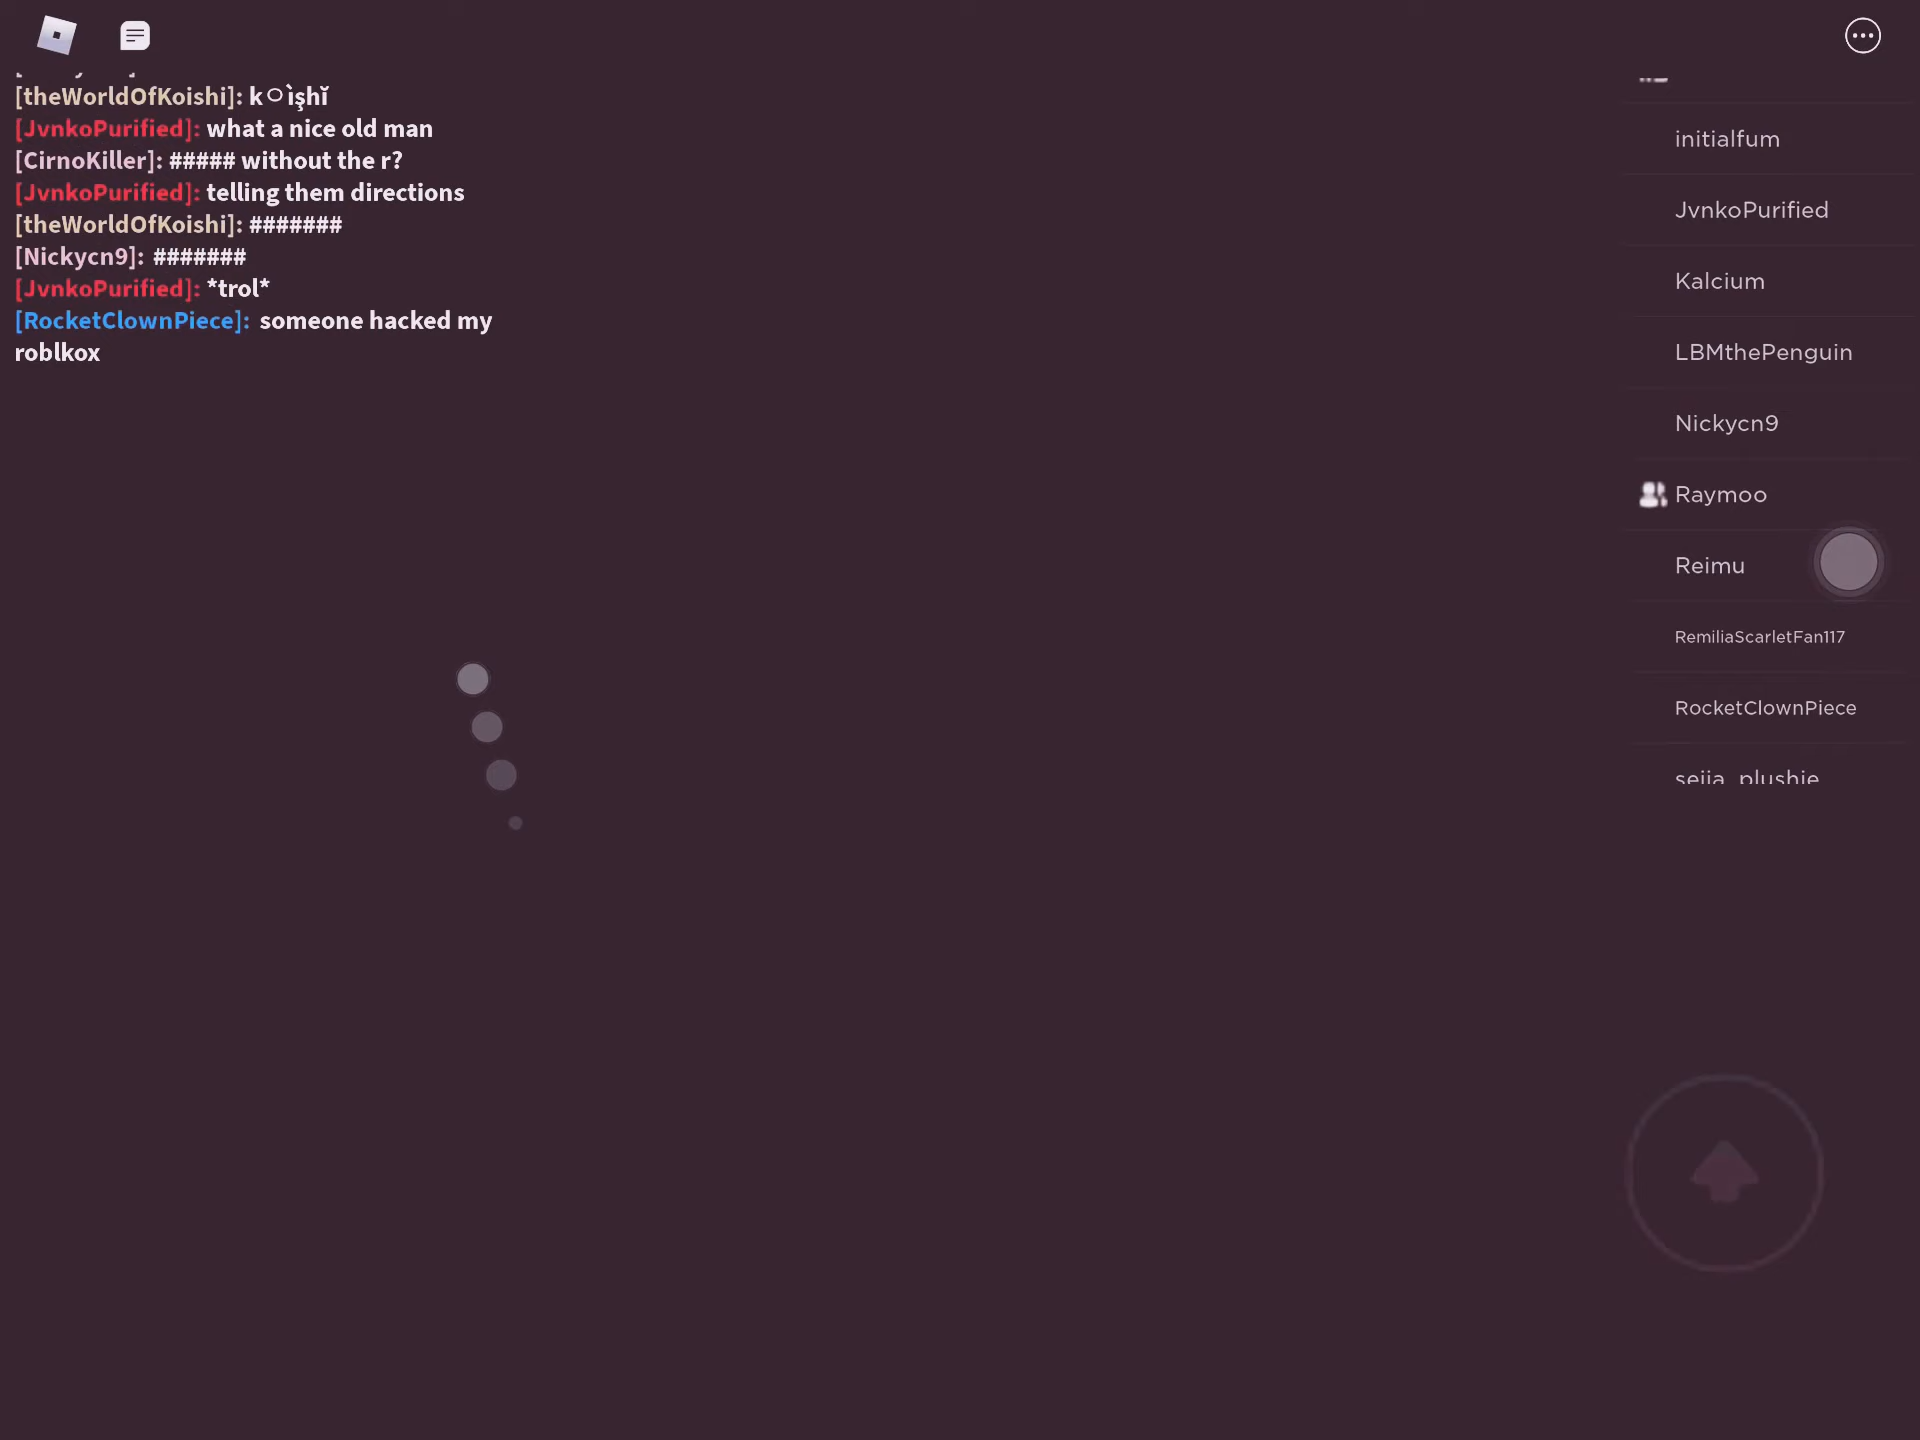 [theWorldOfKoishi]: kㅇìşhĭ
[JvnkoPurified]: what a nice old man
[CirnoKiller]: ##### without the r?
[JvnkoPurified]: telling them directions
[theWorldOfKoishi]: #######
[Nickycn9]: #######
[JvnkoPurified]: *trol*
[RocketClownPiece]: someone hacked my
roblkox
initialfum
JvnkoPurified
Kalcium
LBMthePenguin
Nickycn9
Raymoo
Reimu
RemiliaScarletFan117
RocketClownPiece
seija_plushie